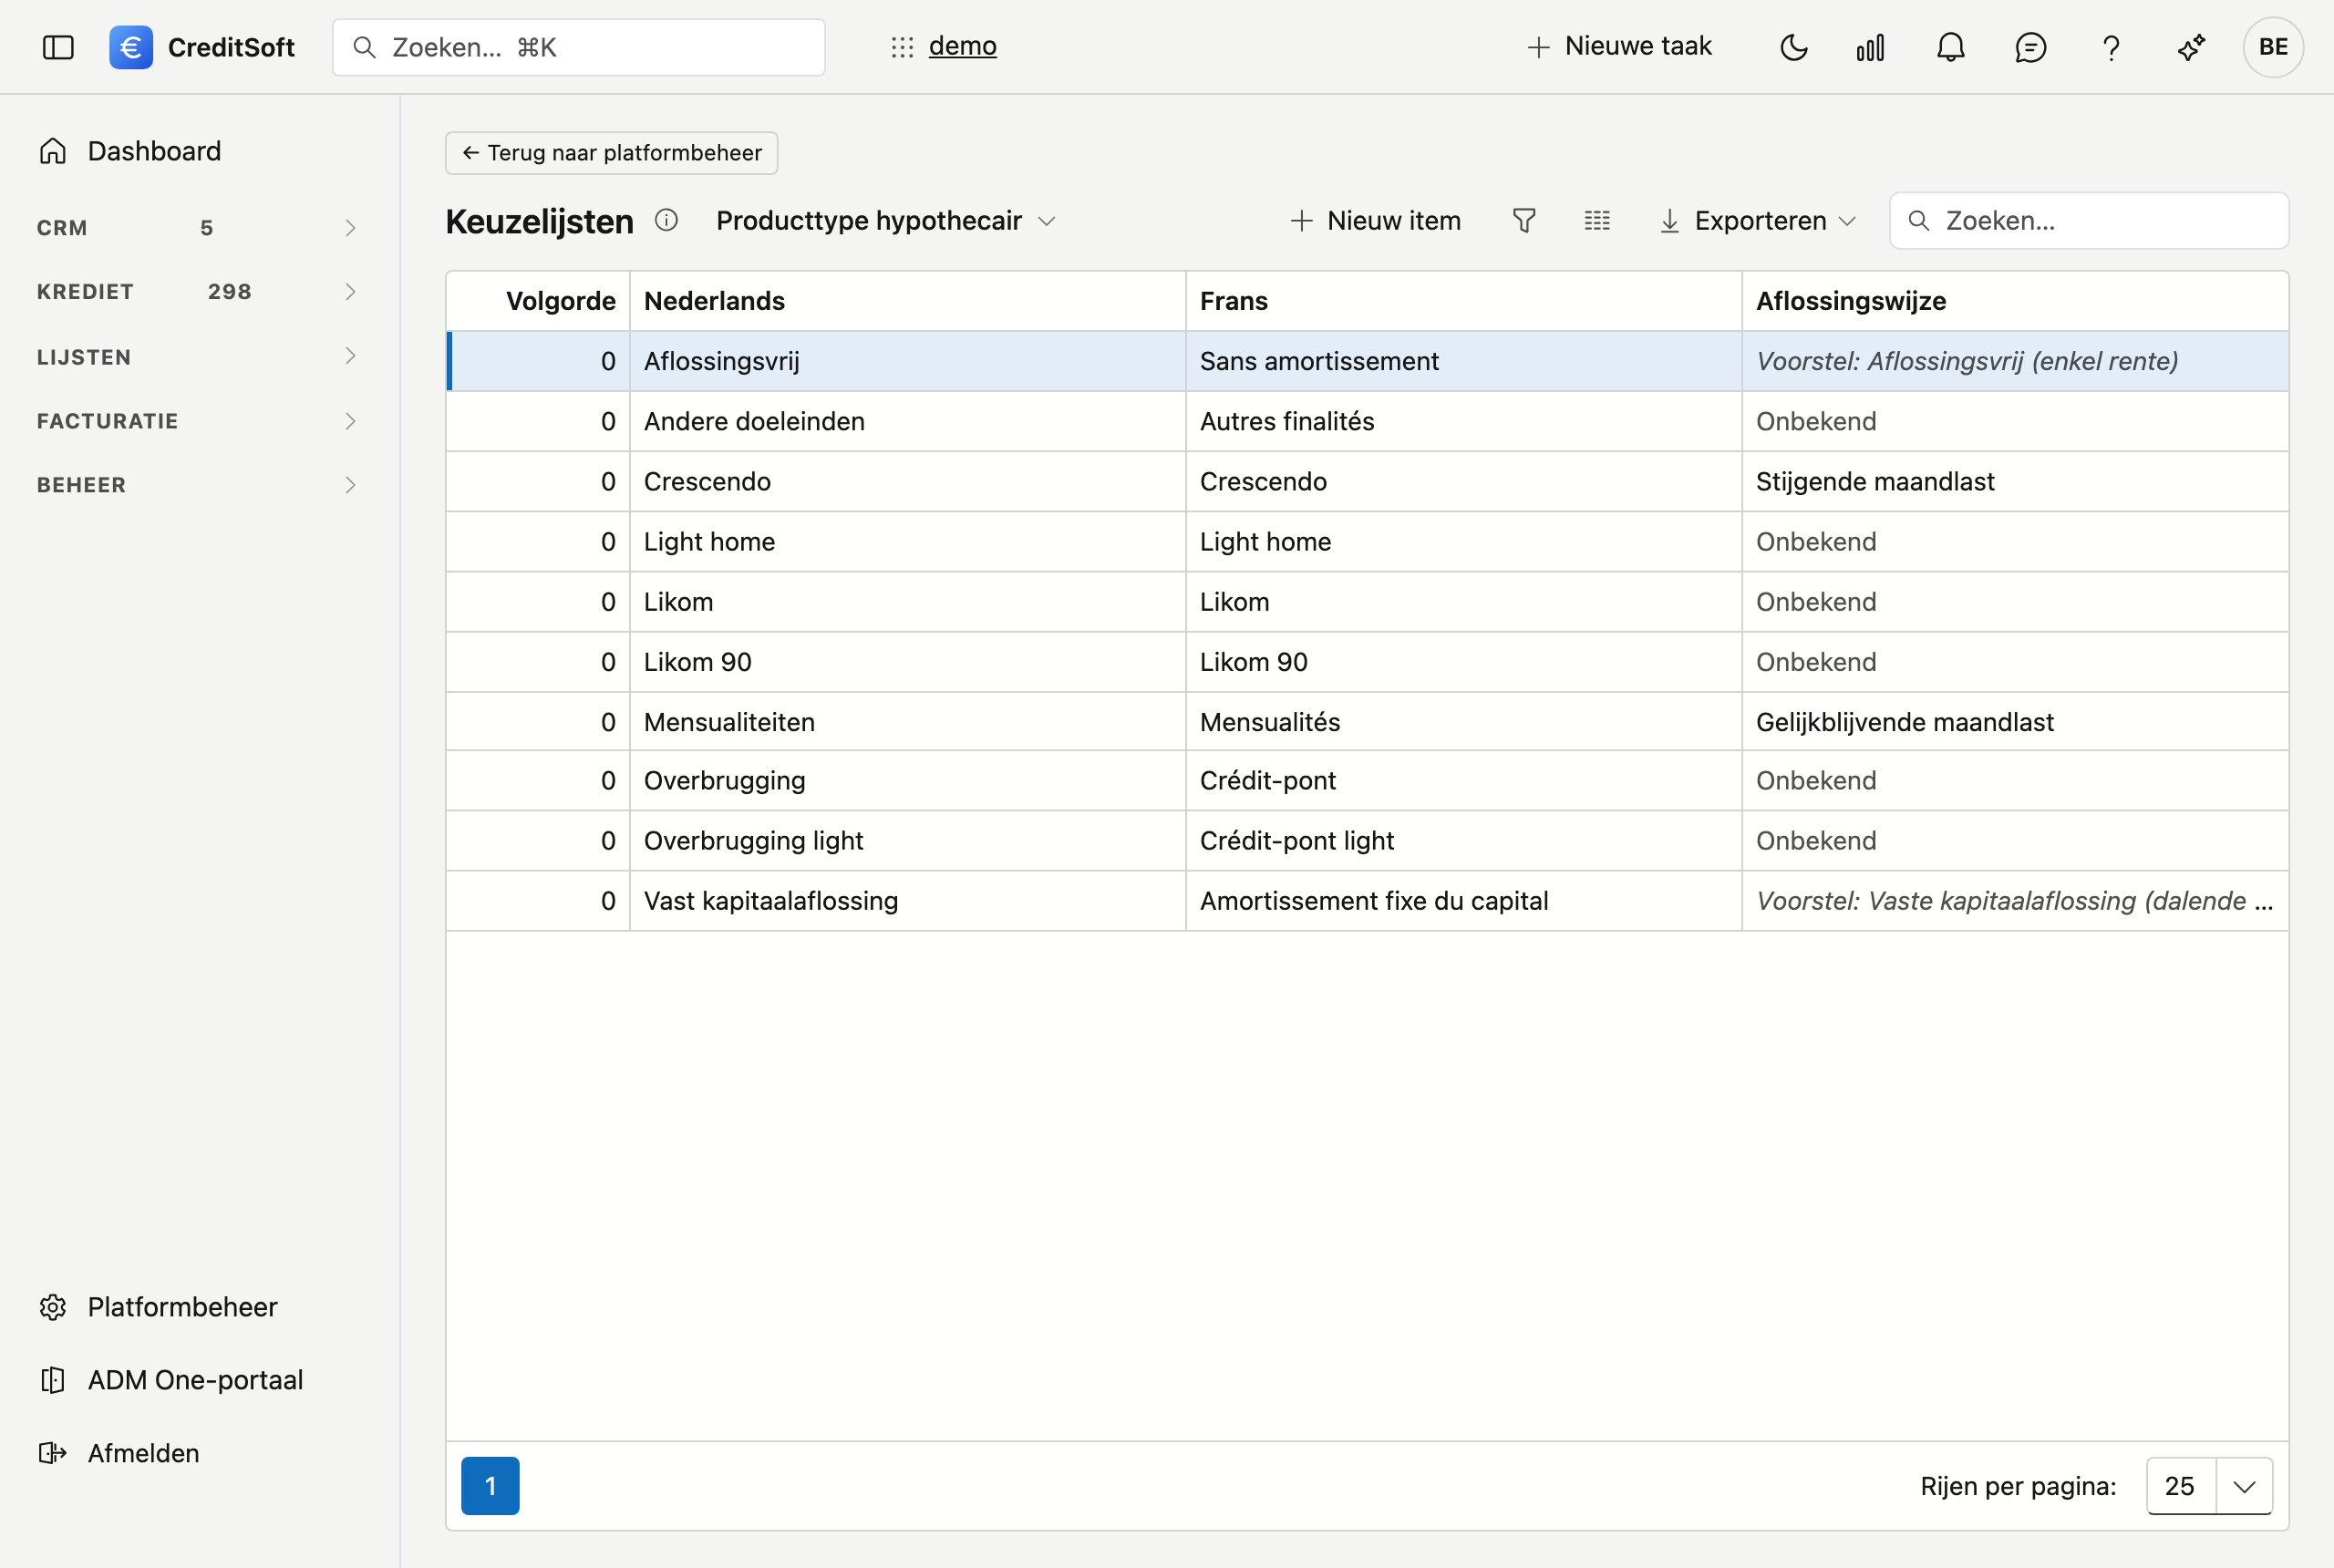 CreditSoft
Zoeken... ⌘K
demo
Nieuwe taak
BE
Dashboard
CRM 5
KREDIET 298
LIJSTEN
FACTURATIE
BEHEER
Platformbeheer
ADM One-portaal
Afmelden
← Terug naar platformbeheer
Keuzelijsten
Producttype hypothecair
Nieuw item
Exporteren
Zoeken...
Volgorde Nederlands Frans Aflossingswijze
0 Aflossingsvrij Sans amortissement Voorstel: Aflossingsvrij (enkel rente)
0 Andere doeleinden Autres finalités Onbekend
0 Crescendo Crescendo Stijgende maandlast
0 Light home Light home Onbekend
0 Likom Likom Onbekend
0 Likom 90 Likom 90 Onbekend
0 Mensualiteiten Mensualités Gelijkblijvende maandlast
0 Overbrugging Crédit-pont Onbekend
0 Overbrugging light Crédit-pont light Onbekend
0 Vast kapitaalaflossing Amortissement fixe du capital Voorstel: Vaste kapitaalaflossing (dalende ...
1
Rijen per pagina: 25